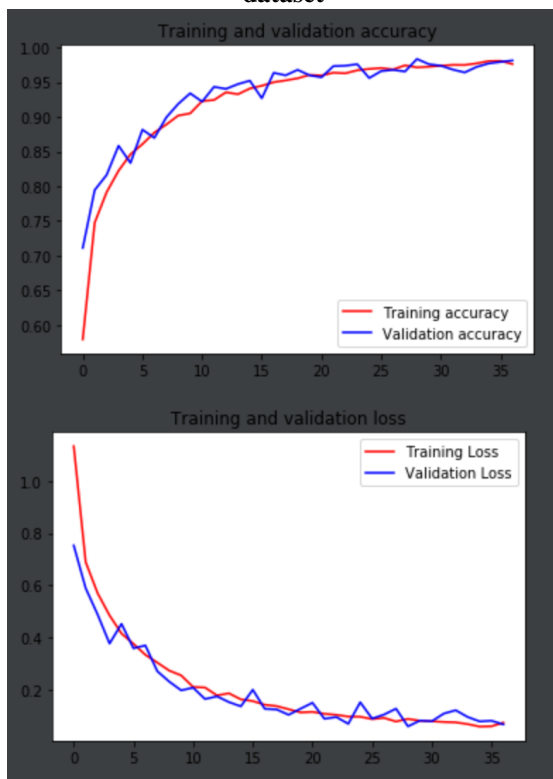 dataset
Training and validation accuracy
1.00
0.95
0.90
0.85
0.80
0.75
0.70
0.65
0.60
Training accuracy
Validation accuracy
0 5 10 15 20 25 30 35
Training and validation loss
Training Loss
Validation Loss
1.0
0.8
0.6
0.4
0.2
0 5 10 15 20 25 30 35